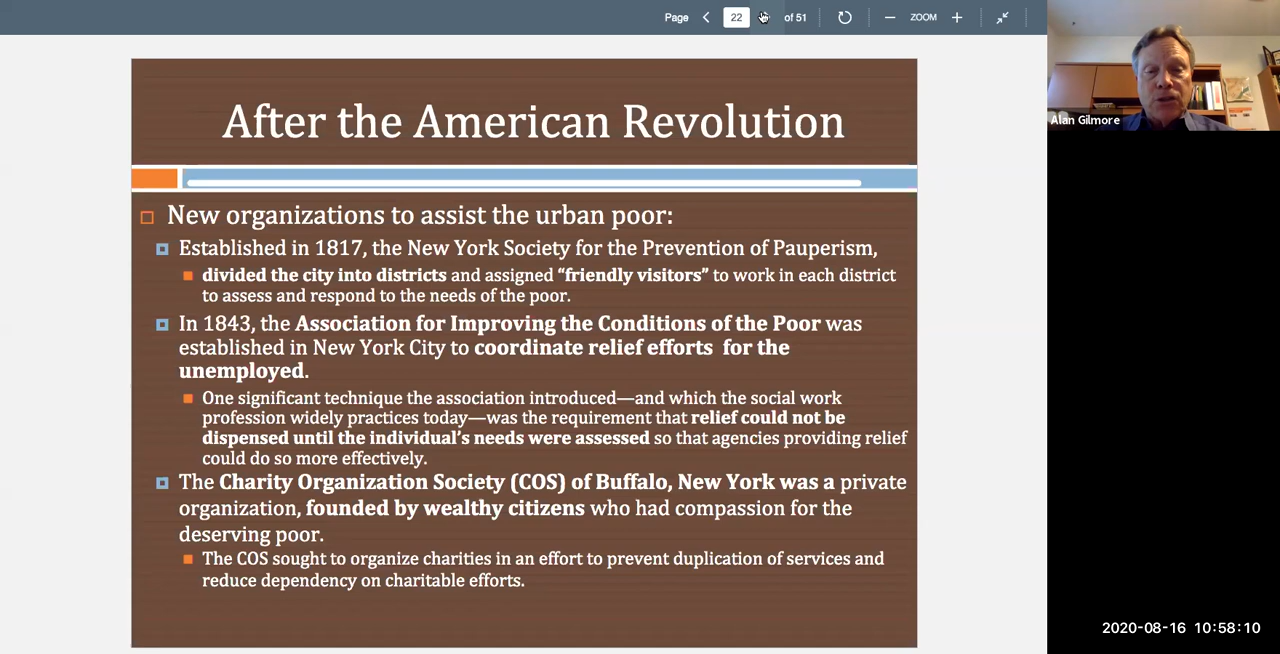 Page 22 of 51 ZOOM
After the American Revolution
New organizations to assist the urban poor:
Established in 1817, the New York Society for the Prevention of Pauperism,
divided the city into districts and assigned “friendly visitors” to work in each district
to assess and respond to the needs of the poor.
In 1843, the Association for Improving the Conditions of the Poor was
established in New York City to coordinate relief efforts for the
unemployed.
One significant technique the association introduced—and which the social work
profession widely practices today—was the requirement that relief could not be
dispensed until the individual’s needs were assessed so that agencies providing relief
could do so more effectively.
The Charity Organization Society (COS) of Buffalo, New York was a private
organization, founded by wealthy citizens who had compassion for the
deserving poor.
The COS sought to organize charities in an effort to prevent duplication of services and
reduce dependency on charitable efforts.
Alan Gilmore
2020-08-16 10:58:10